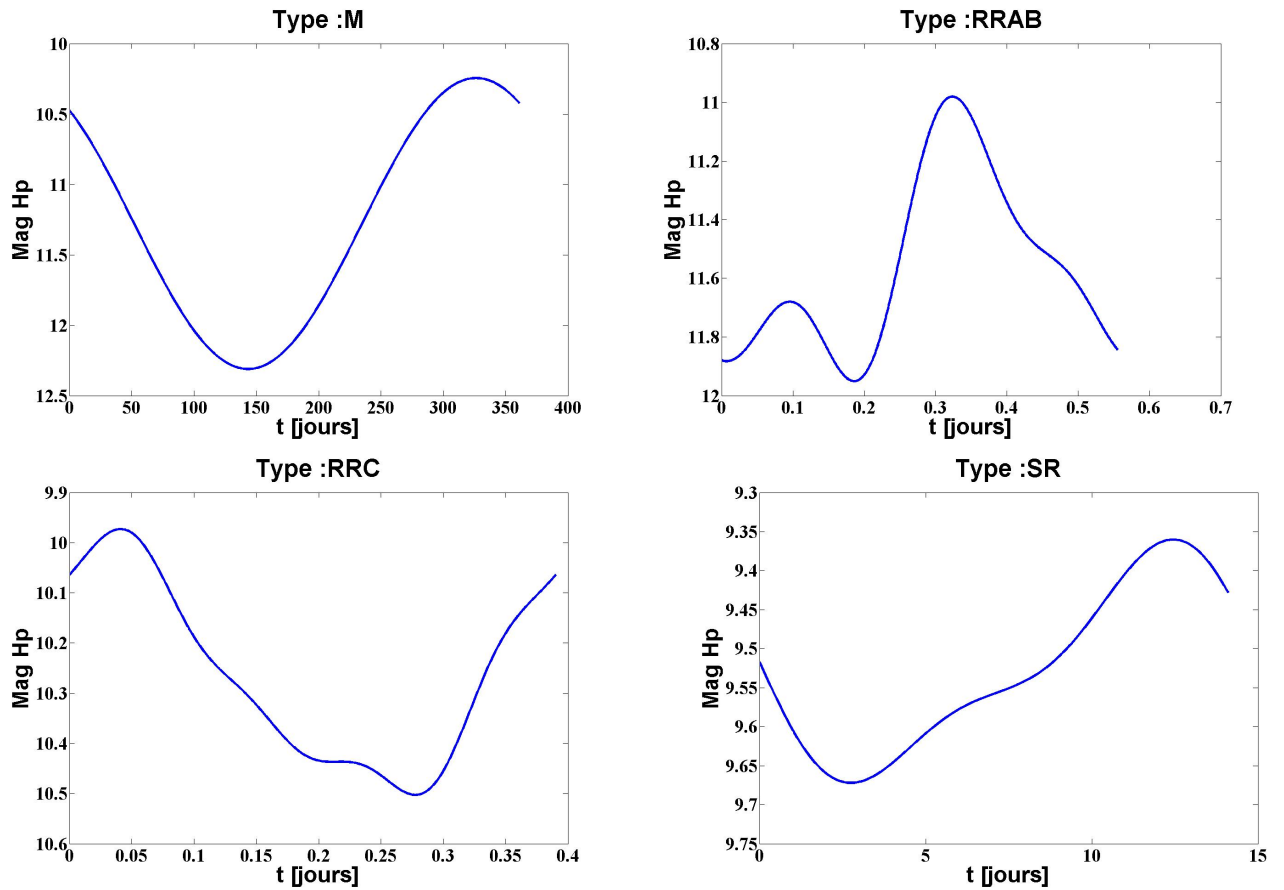 Type :M
10
10.5
11
11.5
12
12.5
Mag Hp
0 50 100 150 200 250 300 350 400
t [jours]
Type :RRAB
10.8
11
11.2
11.4
11.6
11.8
12
Mag Hp
0 0.1 0.2 0.3 0.4 0.5 0.6 0.7
t [jours]
Type :RRC
9.9
10
10.1
10.2
10.3
10.4
10.5
10.6
Mag Hp
0 0.05 0.1 0.15 0.2 0.25 0.3 0.35 0.4
t [jours]
Type :SR
9.3
9.35
9.4
9.45
9.5
9.55
9.6
9.65
9.7
9.75
Mag Hp
0 5 10 15
t [jours]